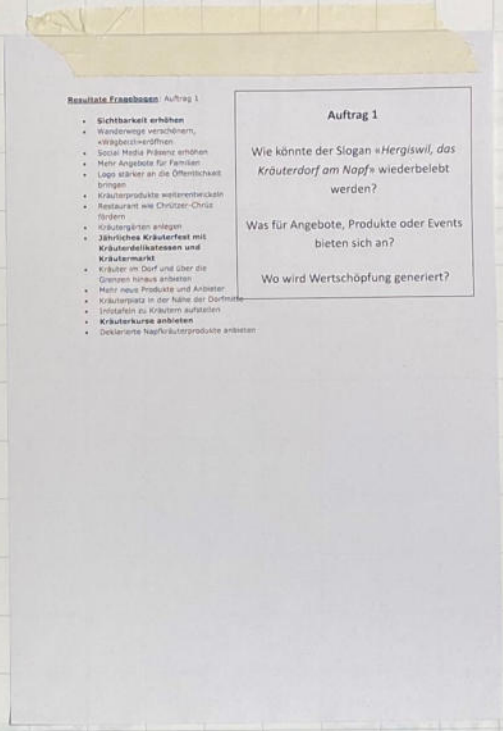 Resultate Fragebogen: Auftrag 1
• Sichtbarkeit erhöhen
• Wanderwege verschönern,
«Wägbeizli»eröffnen
• Social Media Präsenz erhöhen
• Mehr Angebote für Familien
• Logo stärker an die Öffentlichkeit
bringen
• Kräuterprodukte weiterentwickeln
• Restaurant wie Chrützer-Chrüz
fördern
• Kräutergärten anlegen
• Jährliches Kräuterfest mit
Kräuterdelikatessen und
Kräutermarkt
• Kräuter im Dorf und über die
Grenzen hinaus anbieten
• Mehr neue Produkte und Anbieter
• Kräuterplatz in der Nähe der Dorfmitte
• Infotafeln zu Kräutern aufstellen
• Kräuterkurse anbieten
• Deklarierte Napfkräuterprodukte anbieten
Auftrag 1
Wie könnte der Slogan «Hergiswil, das
Kräuterdorf am Napf» wiederbelebt
werden?
Was für Angebote, Produkte oder Events
bieten sich an?
Wo wird Wertschöpfung generiert?